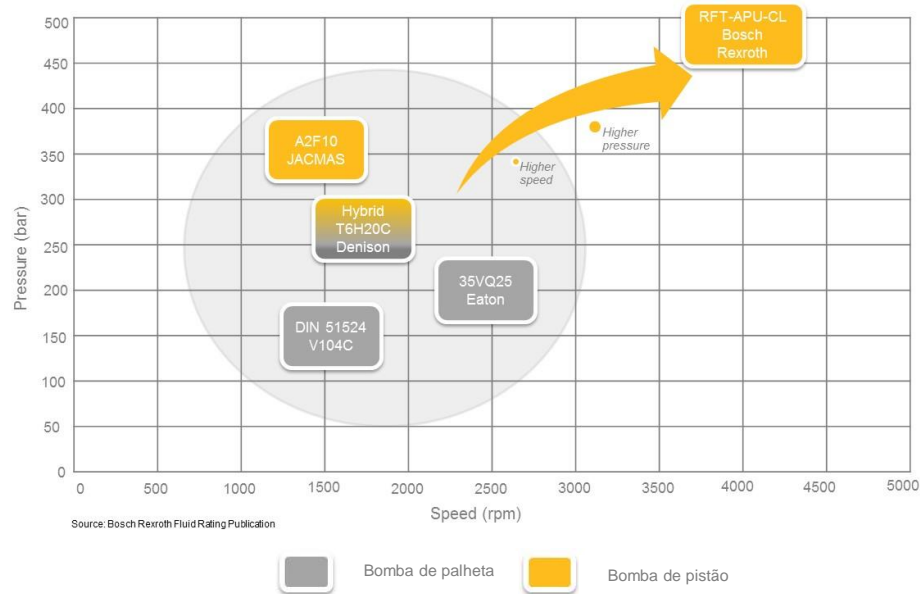 500
450
400
350
300
250
200
150
100
50
0
Pressure (bar)
RFT-APU-CL
Bosch
Rexroth
A2F10
JACMAS
Higher
pressure
Higher
speed
Hybrid
T6H20C
Denison
35VQ25
Eaton
DIN 51524
V104C
0 500 1000 1500 2000 2500 3000 3500 4000 4500 5000
Speed (rpm)
Source: Bosch Rexroth Fluid Rating Publication
Bomba de palheta
Bomba de pistão